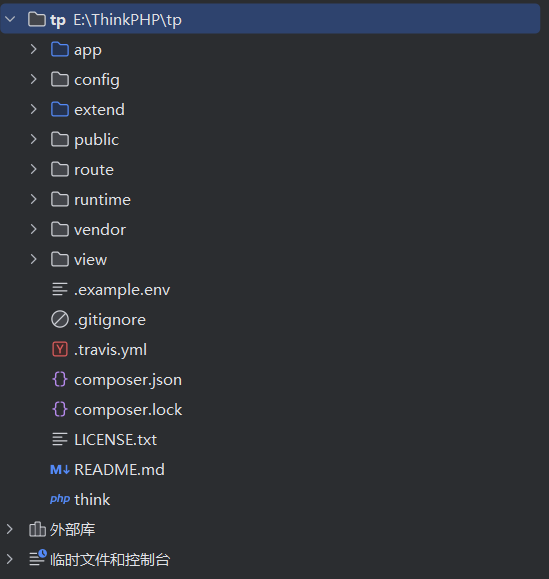 tp E:\ThinkPHP\tp
app
config
extend
public
route
runtime
vendor
view
.example.env
.gitignore
.travis.yml
composer.json
composer.lock
LICENSE.txt
README.md
think
外部库
临时文件和控制台